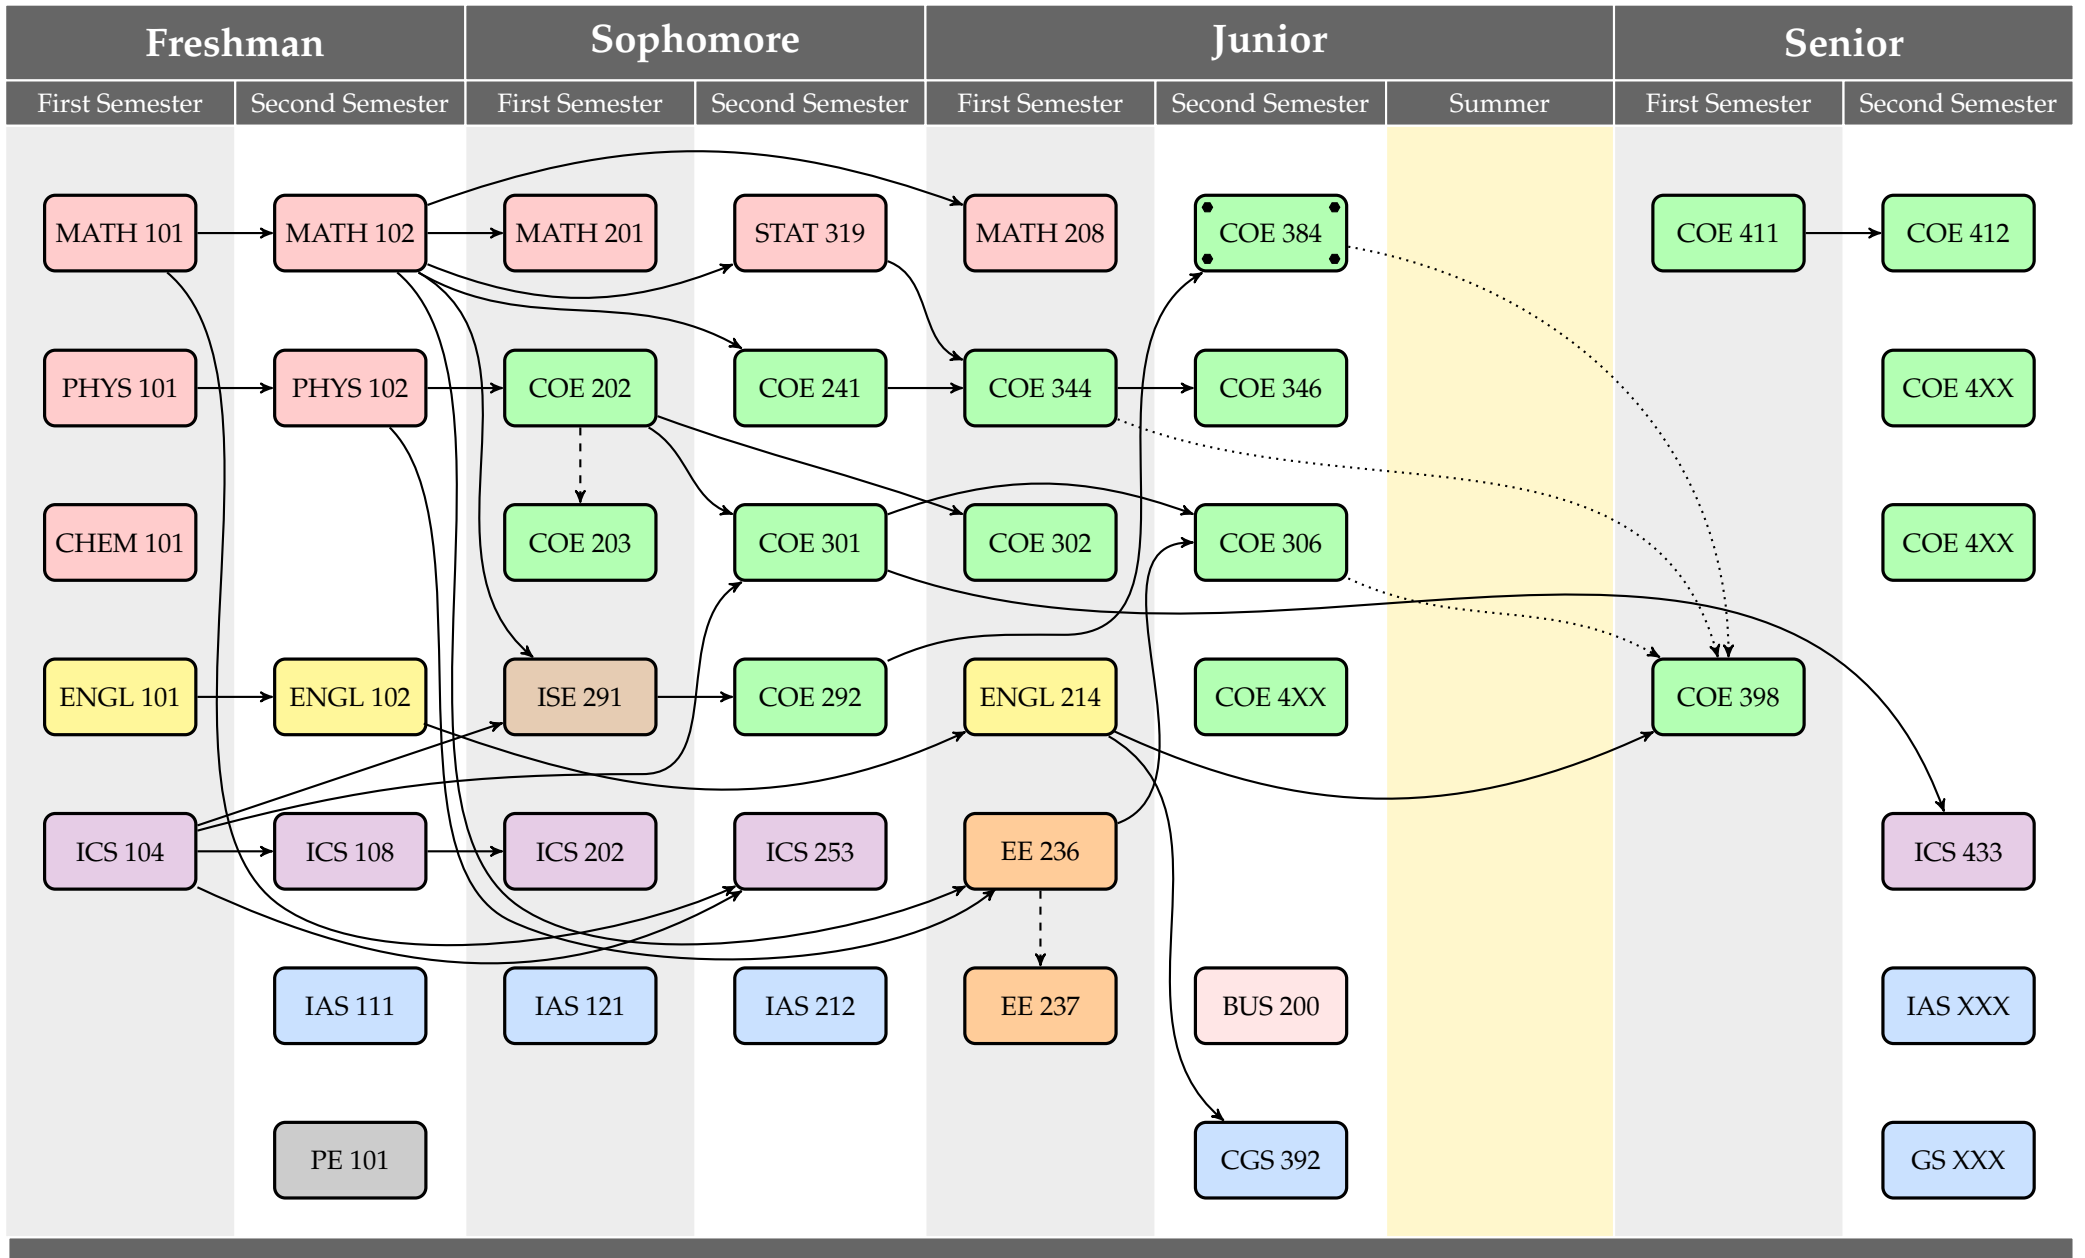 Freshman Sophomore Junior Senior
First Semester Second Semester First Semester Second Semester First Semester Second Semester Summer First Semester Second Semester
MATH 101 MATH 102 MATH 201 STAT 319 MATH 208 COE 384 COE 411 COE 412
PHYS 101 PHYS 102 COE 202 COE 241 COE 344 COE 346 COE 4XX
CHEM 101 COE 203 COE 301 COE 302 COE 306 COE 4XX
ENGL 101 ENGL 102 ISE 291 COE 292 ENGL 214 COE 4XX COE 398
ICS 104 ICS 108 ICS 202 ICS 253 EE 236 ICS 433
IAS 111 IAS 121 IAS 212 EE 237 BUS 200 IAS XXX
PE 101 CGS 392 GS XXX